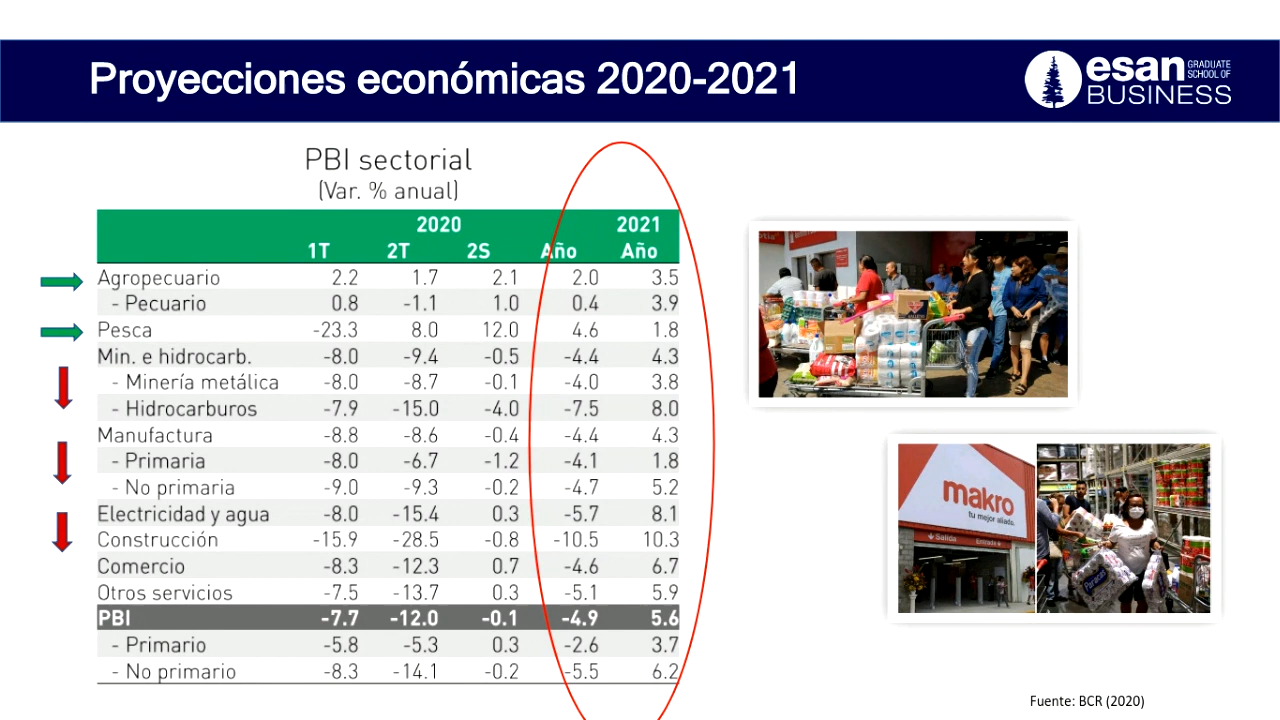 Proyecciones económicas 2020-2021
esan GRADUATE SCHOOL OF BUSINESS
PBI sectorial
(Var. % anual)
2020 2021
1T 2T 2S Año Año
Agropecuario 2.2 1.7 2.1 2.0 3.5
- Pecuario 0.8 -1.1 1.0 0.4 3.9
Pesca -23.3 8.0 12.0 4.6 1.8
Min. e hidrocarb. -8.0 -9.4 -0.5 -4.4 4.3
- Minería metálica -8.0 -8.7 -0.1 -4.0 3.8
- Hidrocarburos -7.9 -15.0 -4.0 -7.5 8.0
Manufactura -8.8 -8.6 -0.4 -4.4 4.3
- Primaria -8.0 -6.7 -1.2 -4.1 1.8
- No primaria -9.0 -9.3 -0.2 -4.7 5.2
Electricidad y agua -8.0 -15.4 0.3 -5.7 8.1
Construcción -15.9 -28.5 -0.8 -10.5 10.3
Comercio -8.3 -12.3 0.7 -4.6 6.7
Otros servicios -7.5 -13.7 0.3 -5.1 5.9
PBI -7.7 -12.0 -0.1 -4.9 5.6
- Primario -5.8 -5.3 0.3 -2.6 3.7
- No primario -8.3 -14.1 -0.2 -5.5 6.2
makro
tu mejor aliado.
Salida Entrada
Paracas
Fuente: BCR (2020)